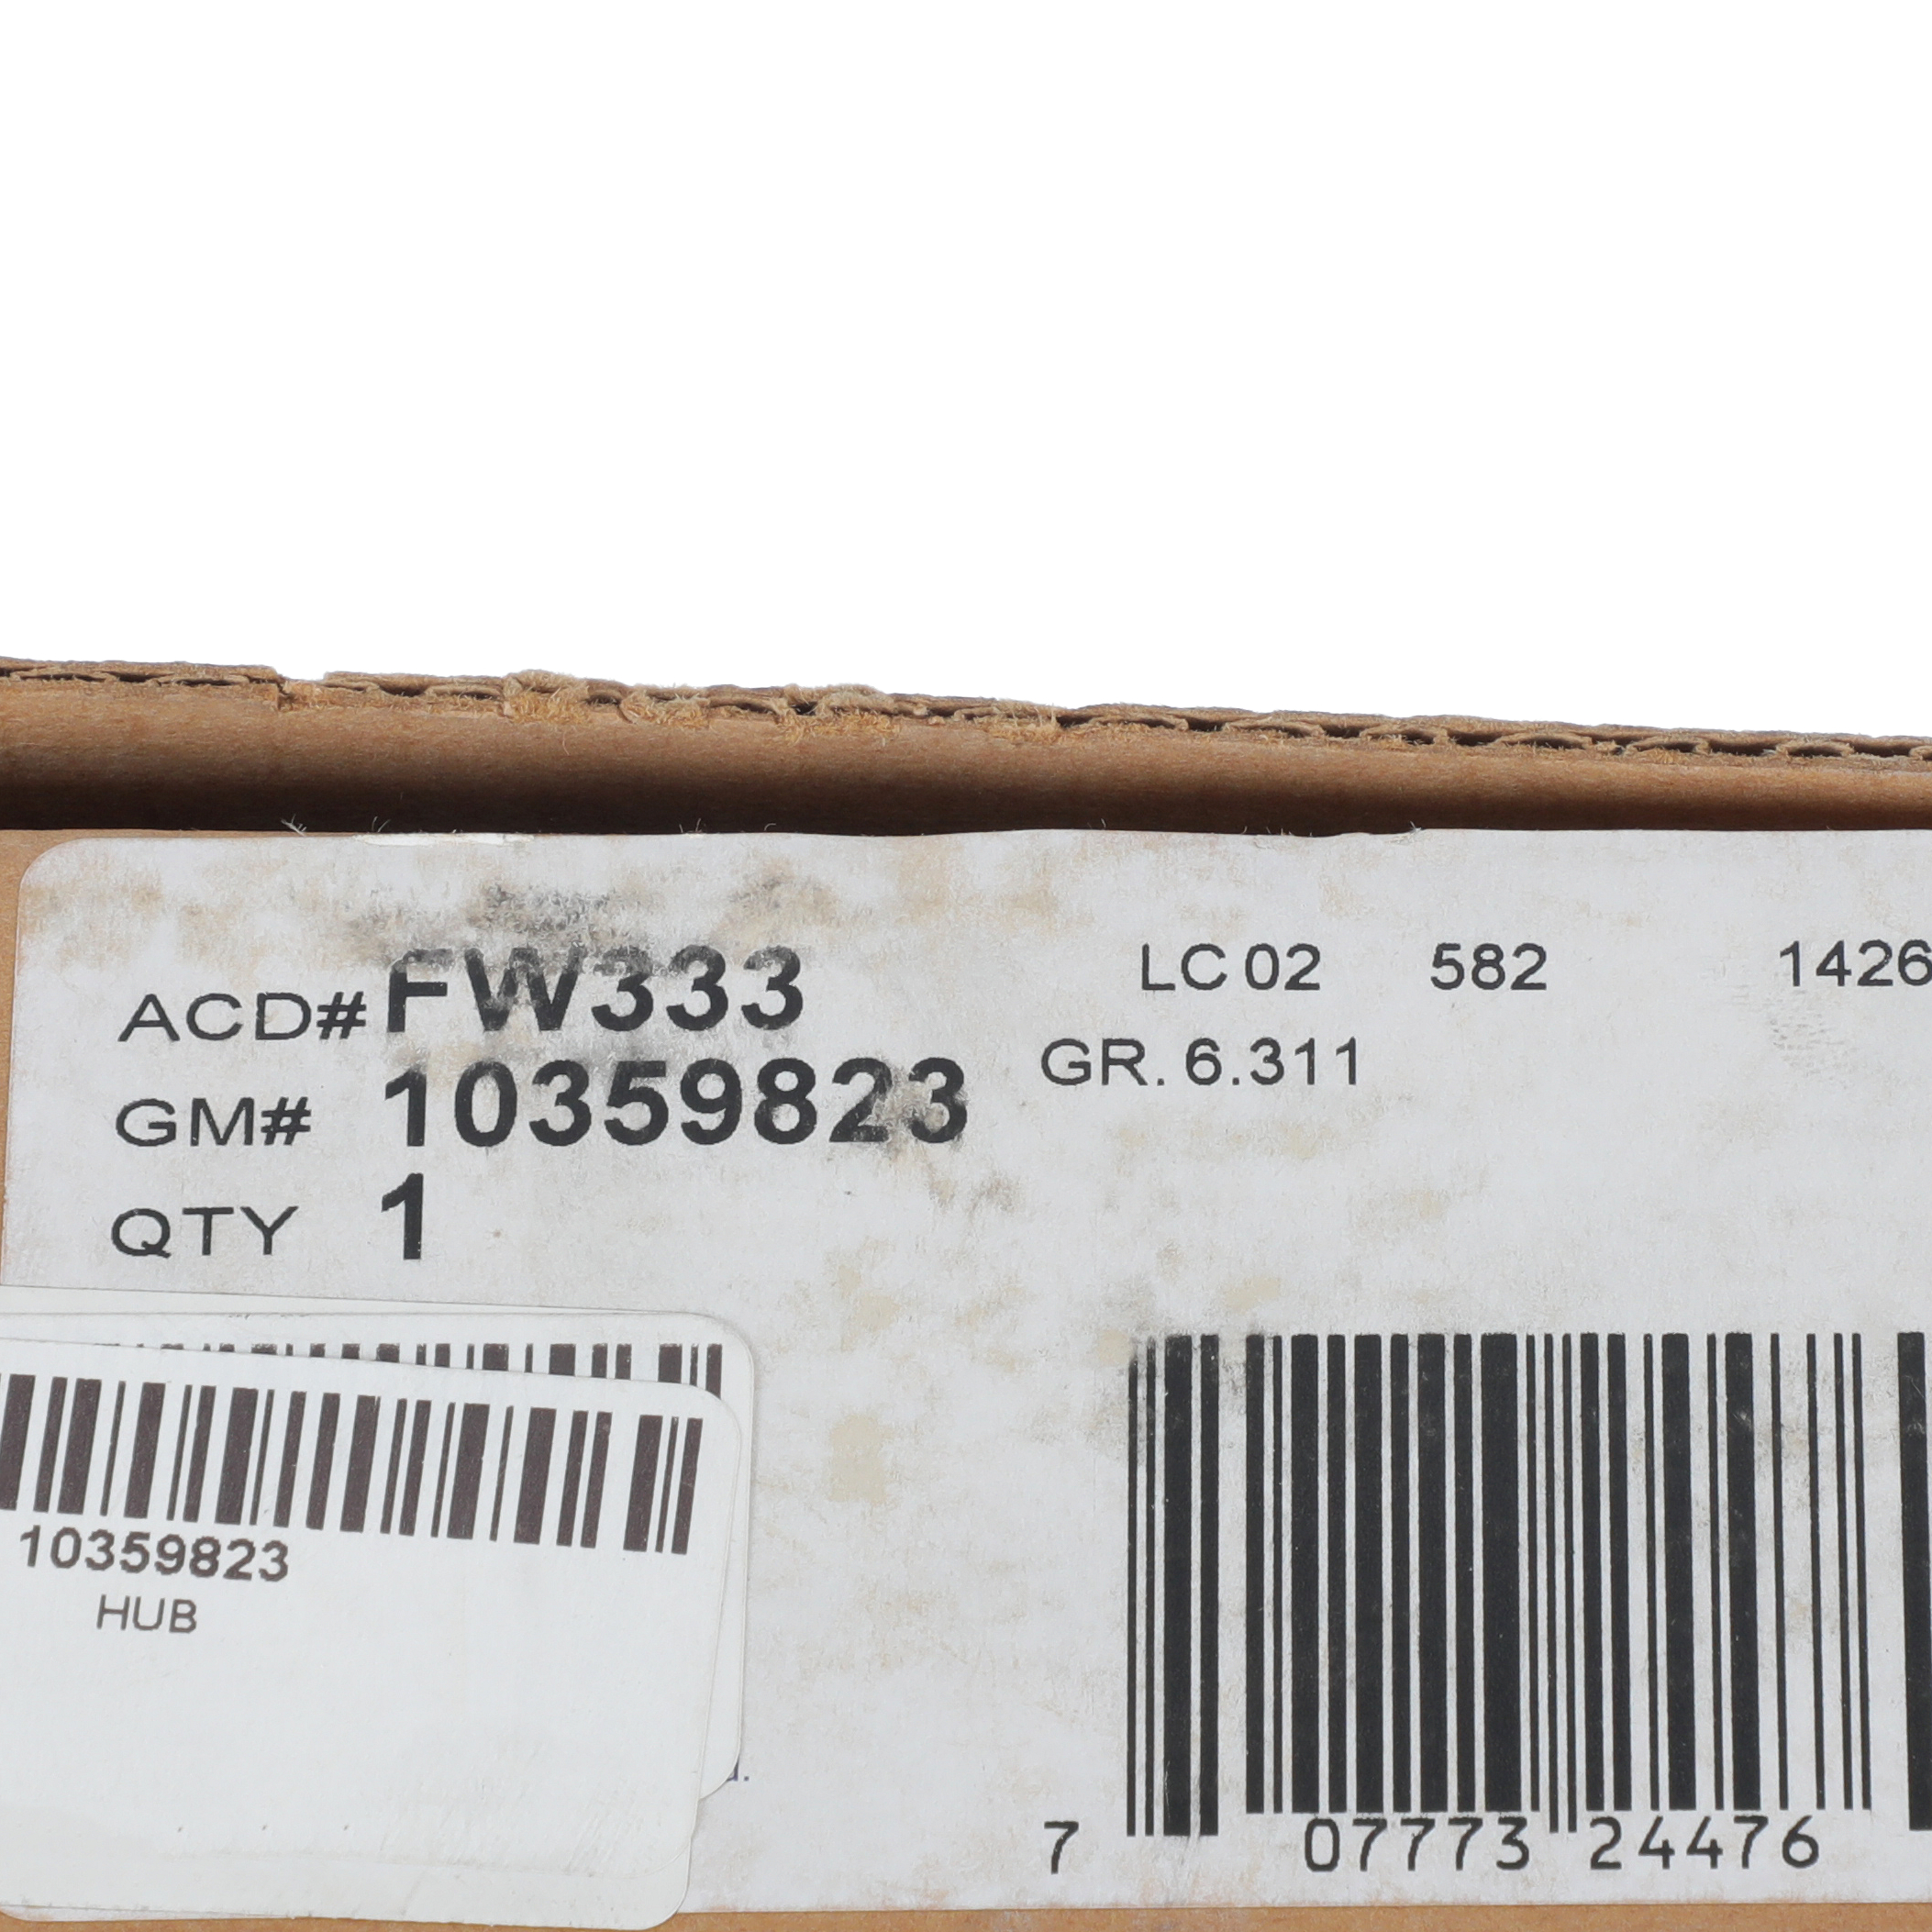 ACD# FW333
LC 02 582 1426
GM# 10359823
GR. 6.311
QTY 1
10359823
HUB
7 07773 24476